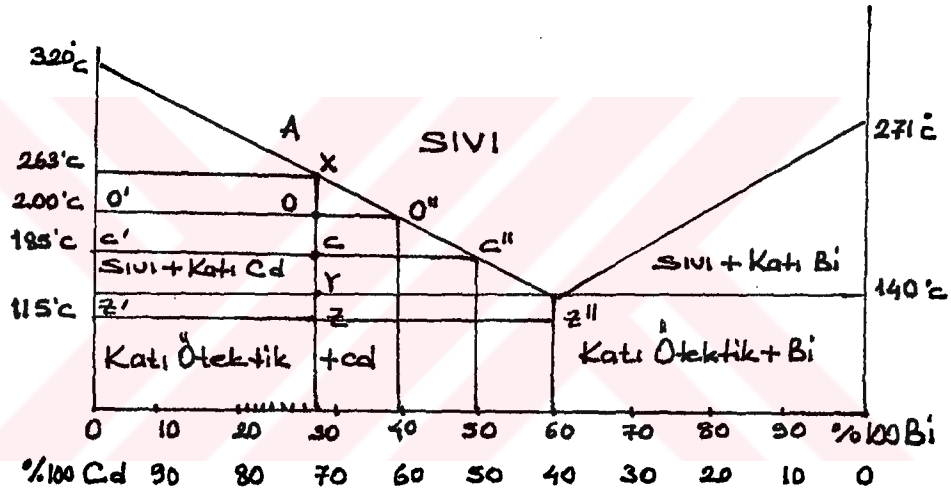 320°C
A
SIVI
271°C
263°C
X
200°C O' O O"
185°C C' C C"
SIVI + Katı Cd
SIVI + Katı Bi
Y
140°C
115°C Z' Z Z"
Katı Ötektik + Cd
Katı Ötektik + Bi
0 10 20 30 40 50 60 70 80 90 %100 Bi
%100 Cd 90 80 70 60 50 40 30 20 10 0